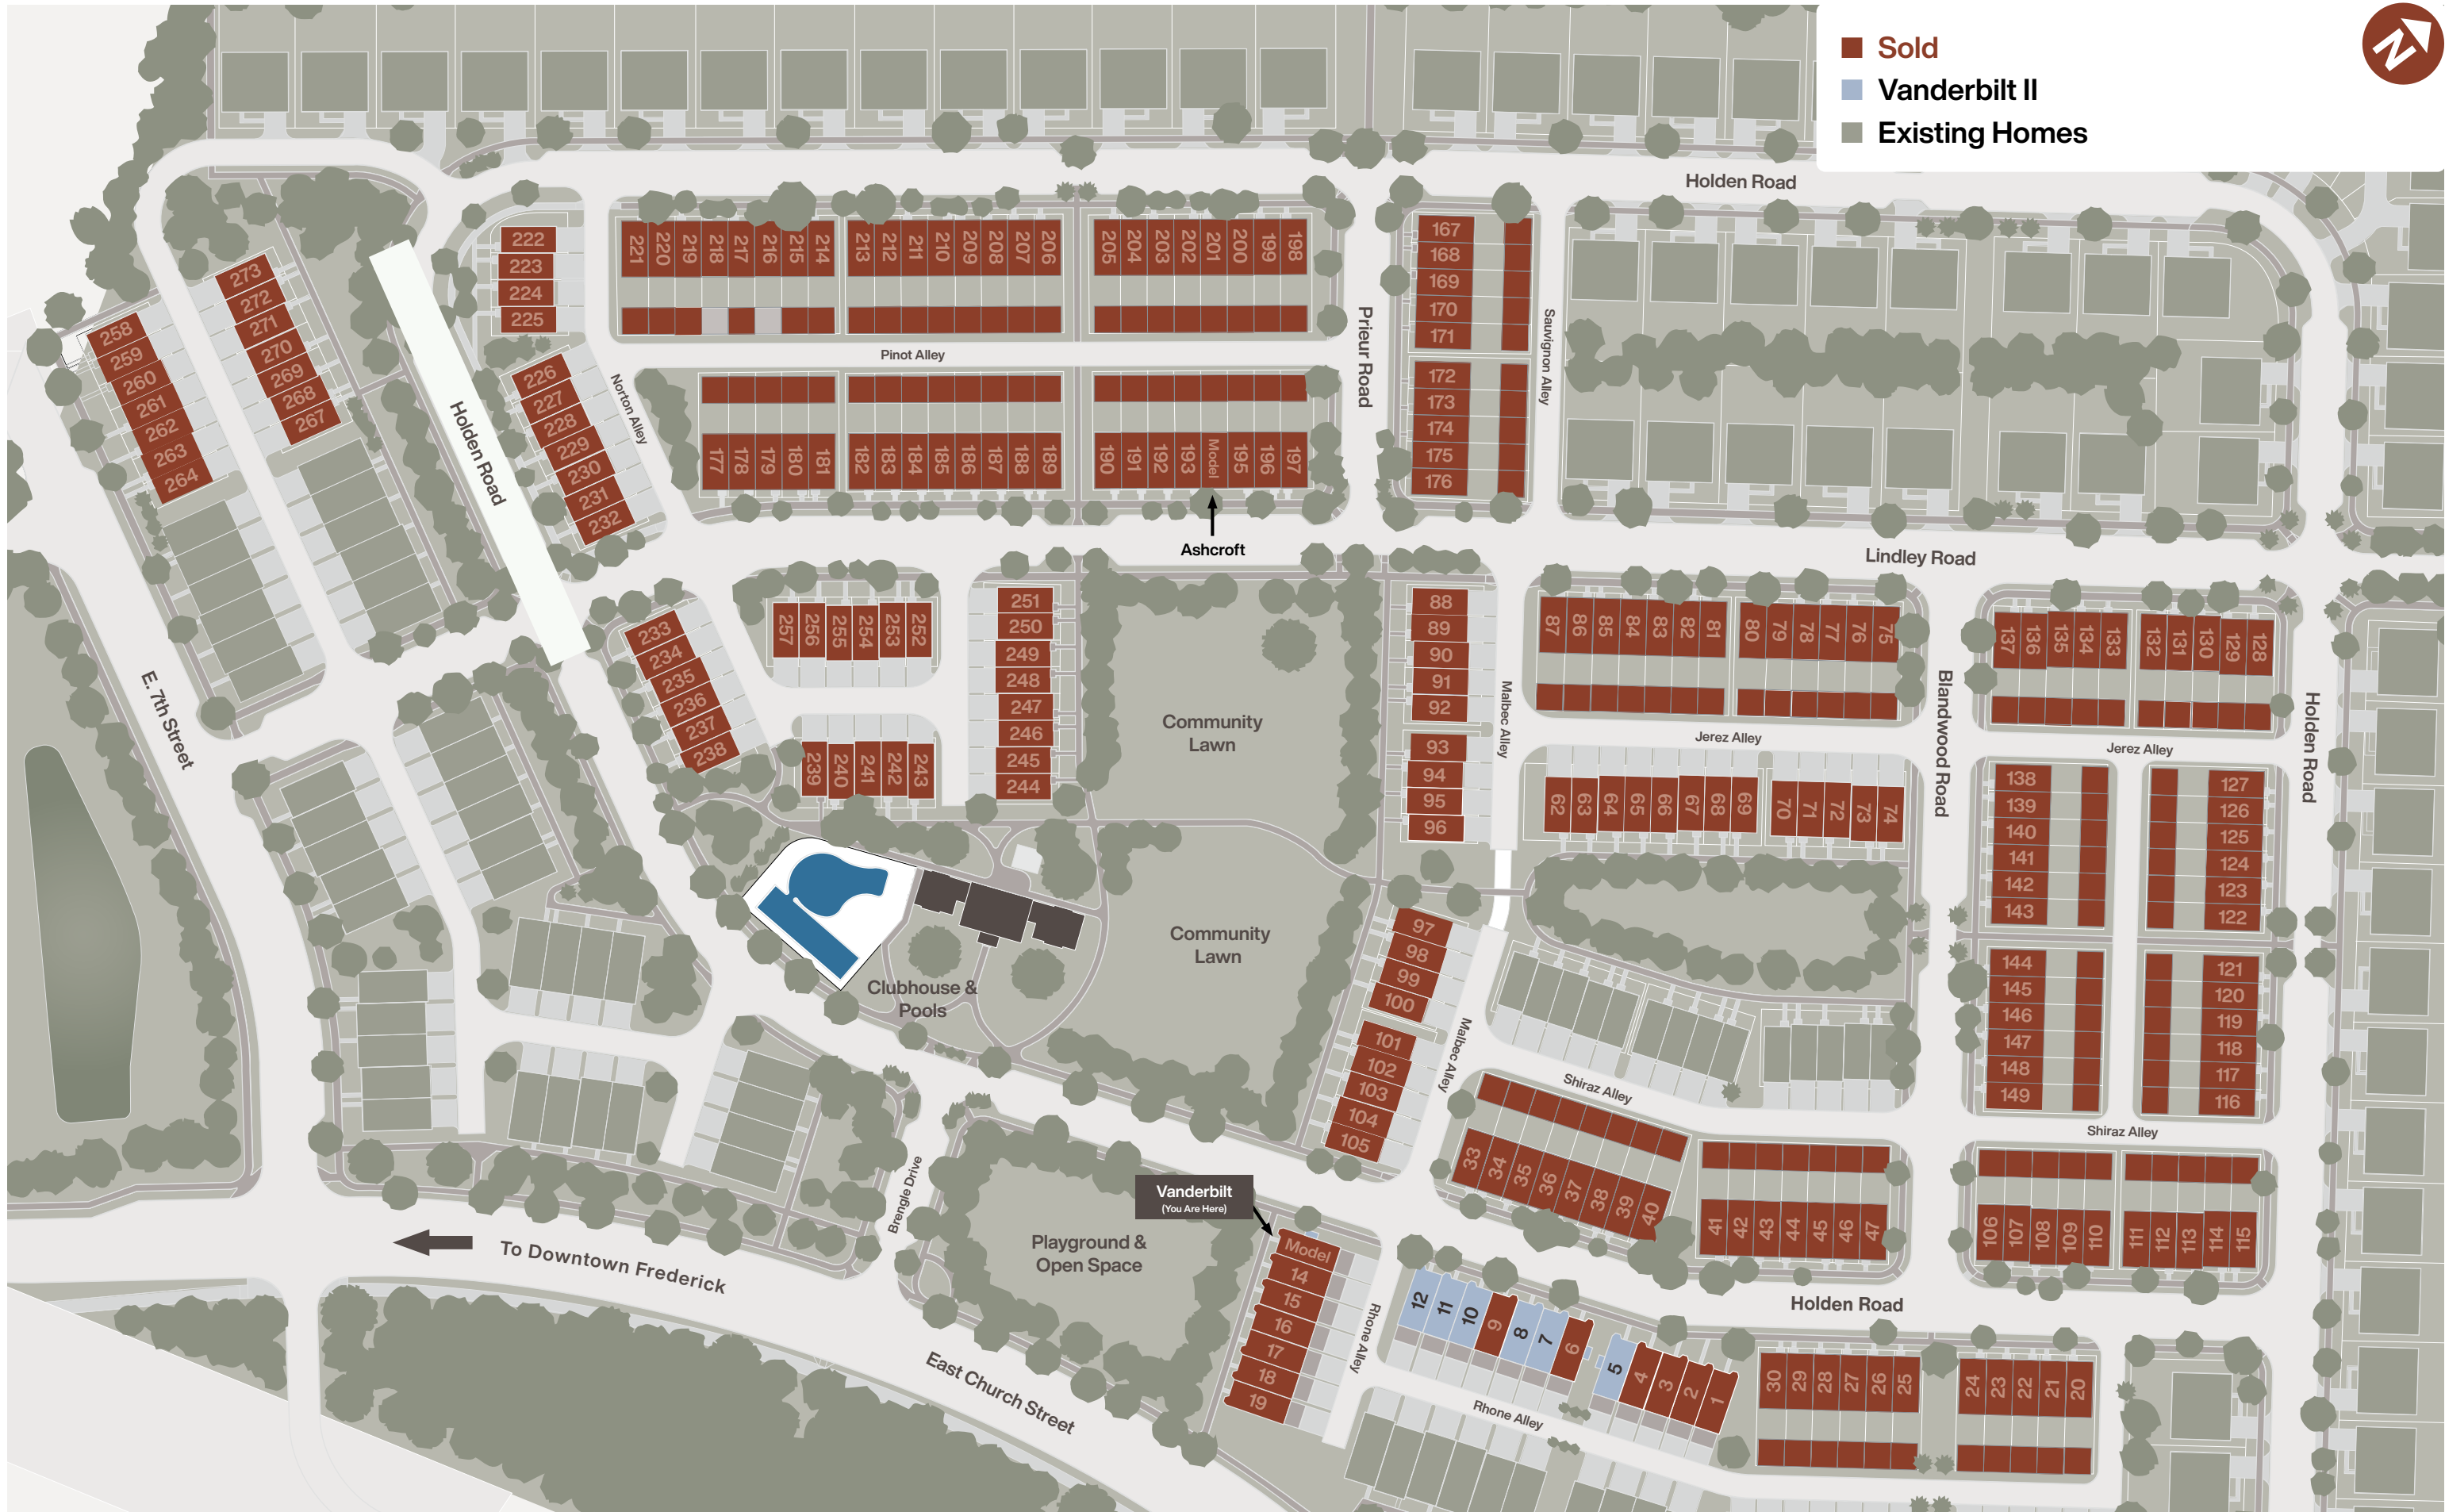 Sold
Vanderbilt II
Existing Homes
N
Holden Road
222
223
224
225
221 220 219 218 217 216 215 214
213 212 211 210 209 208 207 206
205 204 203 202 201 200 199 198
167
168
169
170
171
172
173
174
175
176
Prieur Road
Sauvignon Alley
Pinot Alley
Norton Alley
Holden Road
273
272
271
270
269
268
267
258
259
260
261
262
263
264
226
227
228
229
230
231
232
177 178 179 180 181
182 183 184 185 186 187 188 189
190 191 192 193 Model 195 196 197
Ashcroft
Lindley Road
E. 7th Street
233
234
235
236
237
238
257 256 255 254 253 252
239 240 241 242 243
251
250
249
248
247
246
245
244
Community
Lawn
88
89
90
91
92
93
94
95
96
Malbec Alley
87 86 85 84 83 82 81
80 79 78 77 76 75
Jerez Alley
62 63 64 65 66 67 68 69
70 71 72 73 74
Blandwood Road
137 136 135 134 133
132 131 130 129 128
Jerez Alley
Holden Road
138
139
140
141
142
143
127
126
125
124
123
122
144
145
146
147
148
149
121
120
119
118
117
116
Shiraz Alley
Community
Lawn
Clubhouse &
Pools
97
98
99
100
101
102
103
104
105
Malbec Alley
Shiraz Alley
33 34 35 36 37 38 39 40
41 42 43 44 45 46 47
106 107 108 109 110
111 112 113 114 115
Holden Road
Brengle Drive
Playground &
Open Space
Vanderbilt
(You Are Here)
Model
14
15
16
17
18
19
Rhone Alley
12 11 10 9 8 7 6
5 4 3 2 1
Rhone Alley
30 29 28 27 26 25
24 23 22 21 20
To Downtown Frederick
East Church Street